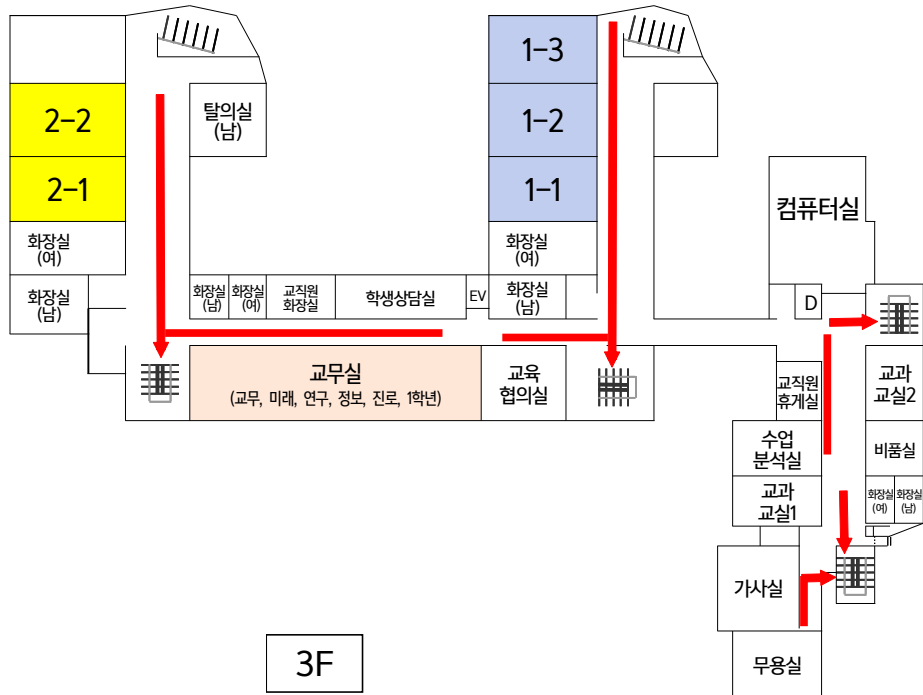 1-3
2-2
탈의실
(남)
1-2
2-1
1-1
컴퓨터실
화장실
(여)
화장실
(여)
화장실
(남)
화장실
(남)
화장실
(여)
교직원
화장실
학생상담실
EV
화장실
(남)
D
교무실
(교무, 미래, 연구, 정보, 진로, 1학년)
교육
협의실
교직원
휴게실
교과
교실2
수업
분석실
비품실
교과
교실1
화장실
(여)
화장실
(남)
가사실
3F
무용실